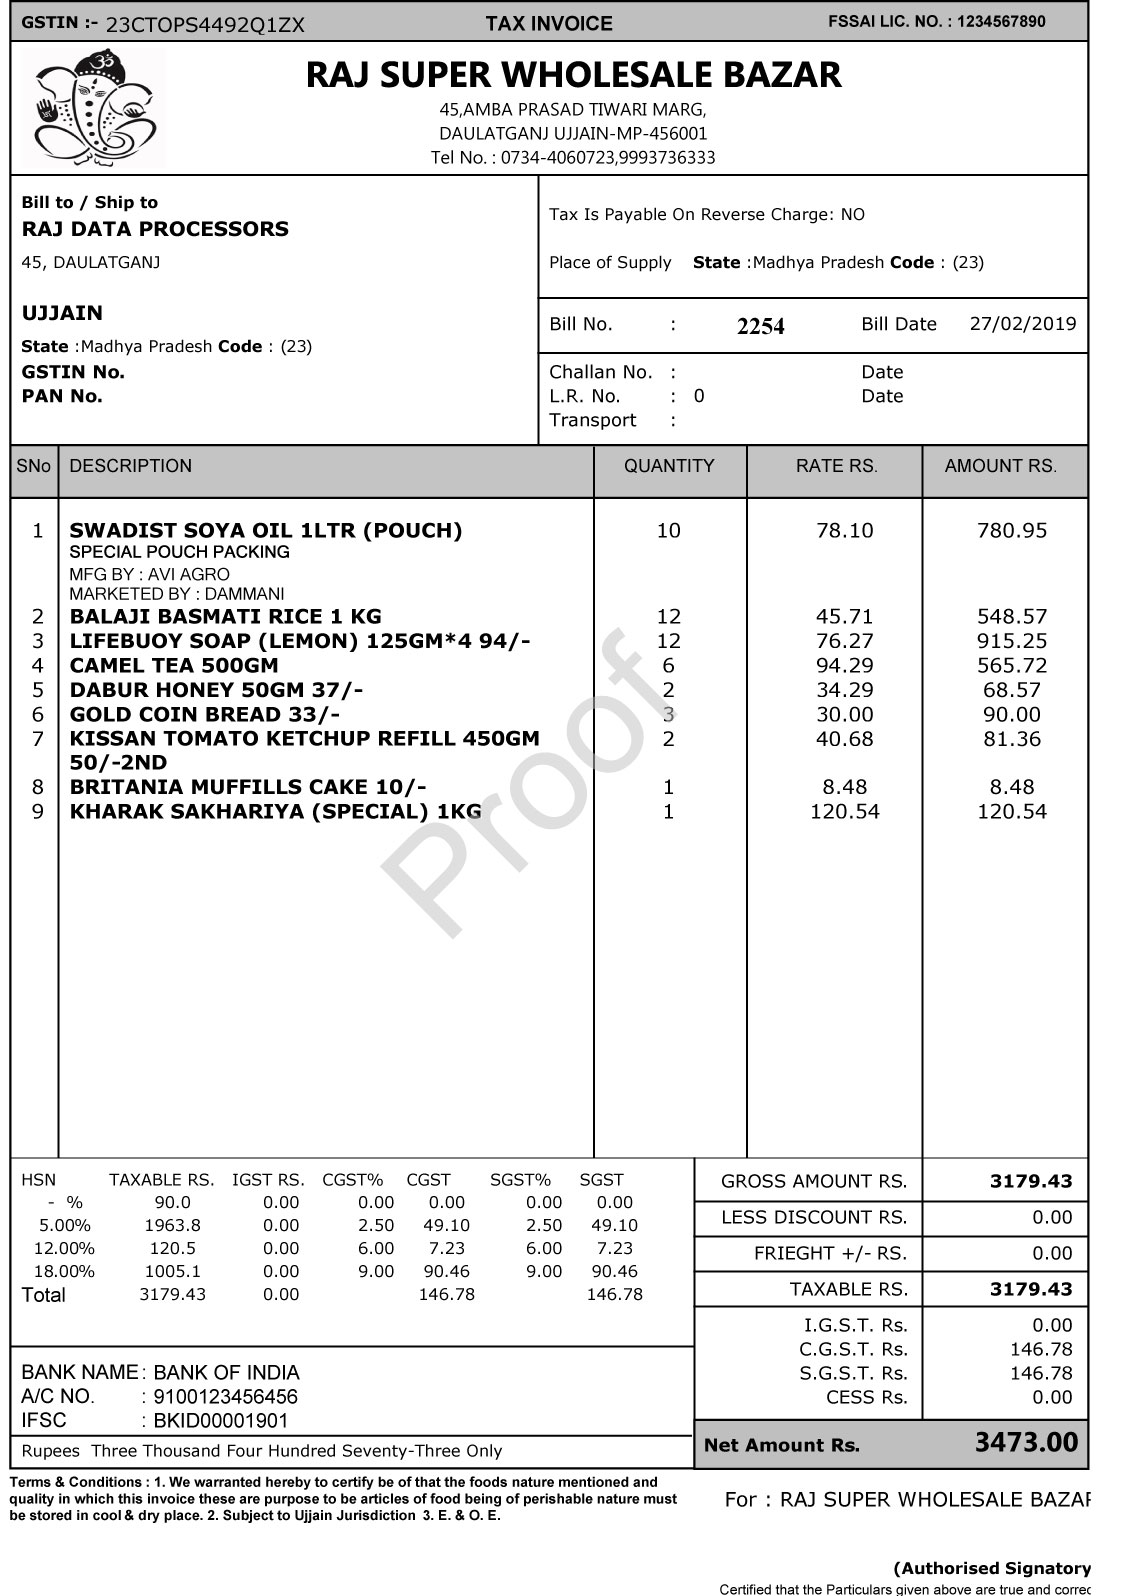 GSTIN :- 23CTOPS4492Q1ZX TAX INVOICE FSSAI LIC. NO. : 1234567890
RAJ SUPER WHOLESALE BAZAR
45,AMBA PRASAD TIWARI MARG,
DAULATGANJ UJJAIN-MP-456001
Tel No. : 0734-4060723,9993736333
Bill to / Ship to
RAJ DATA PROCESSORS
45, DAULATGANJ
UJJAIN
State :Madhya Pradesh Code : (23)
GSTIN No.
PAN No.
Tax Is Payable On Reverse Charge: NO
Place of Supply State :Madhya Pradesh Code : (23)
Bill No. : 2254 Bill Date 27/02/2019
Challan No. : Date
L.R. No. : 0 Date
Transport :
SNo DESCRIPTION QUANTITY RATE RS. AMOUNT RS.
1 SWADIST SOYA OIL 1LTR (POUCH) 10 78.10 780.95
SPECIAL POUCH PACKING
MFG BY : AVI AGRO
MARKETED BY : DAMMANI
2 BALAJI BASMATI RICE 1 KG 12 45.71 548.57
3 LIFEBUOY SOAP (LEMON) 125GM*4 94/- 12 76.27 915.25
4 CAMEL TEA 500GM 6 94.29 565.72
5 DABUR HONEY 50GM 37/- 2 34.29 68.57
6 GOLD COIN BREAD 33/- 3 30.00 90.00
7 KISSAN TOMATO KETCHUP REFILL 450GM 2 40.68 81.36
50/-2ND
8 BRITANIA MUFFILLS CAKE 10/- 1 8.48 8.48
9 KHARAK SAKHARIYA (SPECIAL) 1KG 1 120.54 120.54
Proof
HSN TAXABLE RS. IGST RS. CGST% CGST SGST% SGST
- % 90.0 0.00 0.00 0.00 0.00 0.00
5.00% 1963.8 0.00 2.50 49.10 2.50 49.10
12.00% 120.5 0.00 6.00 7.23 6.00 7.23
18.00% 1005.1 0.00 9.00 90.46 9.00 90.46
Total 3179.43 0.00 146.78 146.78
GROSS AMOUNT RS. 3179.43
LESS DISCOUNT RS. 0.00
FRIEGHT +/- RS. 0.00
TAXABLE RS. 3179.43
I.G.S.T. Rs. 0.00
C.G.S.T. Rs. 146.78
S.G.S.T. Rs. 146.78
CESS Rs. 0.00
Net Amount Rs. 3473.00
BANK NAME : BANK OF INDIA
A/C NO. : 9100123456456
IFSC : BKID00001901
Rupees Three Thousand Four Hundred Seventy-Three Only
Terms & Conditions : 1. We warranted hereby to certify be of that the foods nature mentioned and
quality in which this invoice these are purpose to be articles of food being of perishable nature must
be stored in cool & dry place. 2. Subject to Ujjain Jurisdiction 3. E. & O. E.
For : RAJ SUPER WHOLESALE BAZAR
(Authorised Signatory
Certified that the Particulars given above are true and correc